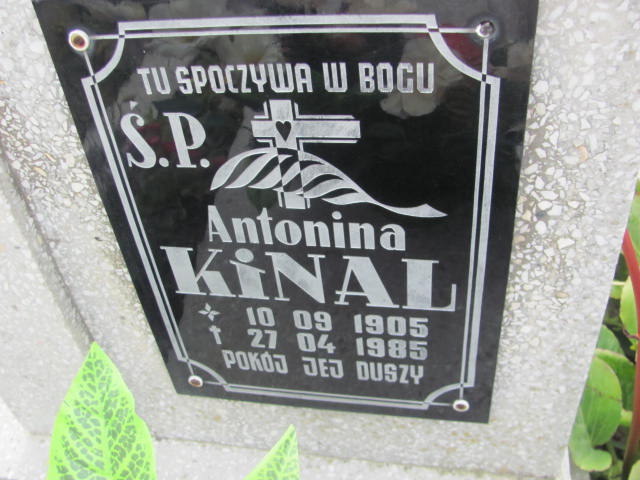 TU SPOCZYWA W BOGU
Ś.P.
Antonina
KiNAL
10 09 1905
27 04 1985
POKÓJ JEJ DUSZY